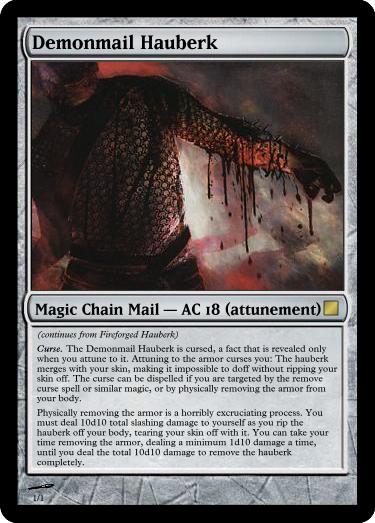 Demonmail Hauberk
Magic Chain Mail — AC 18 (attunement)
(continues from Fireforged Hauberk)
Curse. The Demonmail Hauberk is cursed, a fact that is revealed only
when you attune to it. Attuning to the armor curses you: The hauberk
merges with your skin, making it impossible to doff without ripping your
skin off. The curse can be dispelled if you are targeted by the remove
curse spell or similar magic, or by physically removing the armor from
your body.
Physically removing the armor is a horribly excruciating process. You
must deal 10d10 total slashing damage to yourself as you rip the
hauberk off your body, tearing your skin off with it. You can take your
time removing the armor, dealing a minimum 1d10 damage a time,
until you deal the total 10d10 damage to remove the hauberk
completely.
1/1